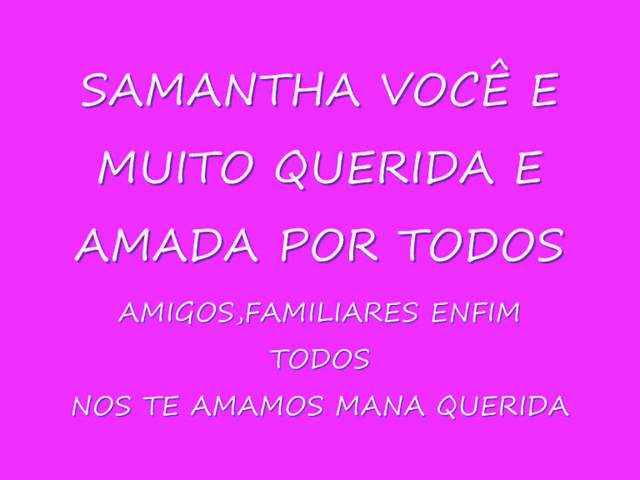 SAMANTHA VOCÊ E
MUITO QUERIDA E
AMADA POR TODOS
AMIGOS,FAMILIARES ENFIM
TODOS
NOS TE AMAMOS MANA QUERIDA